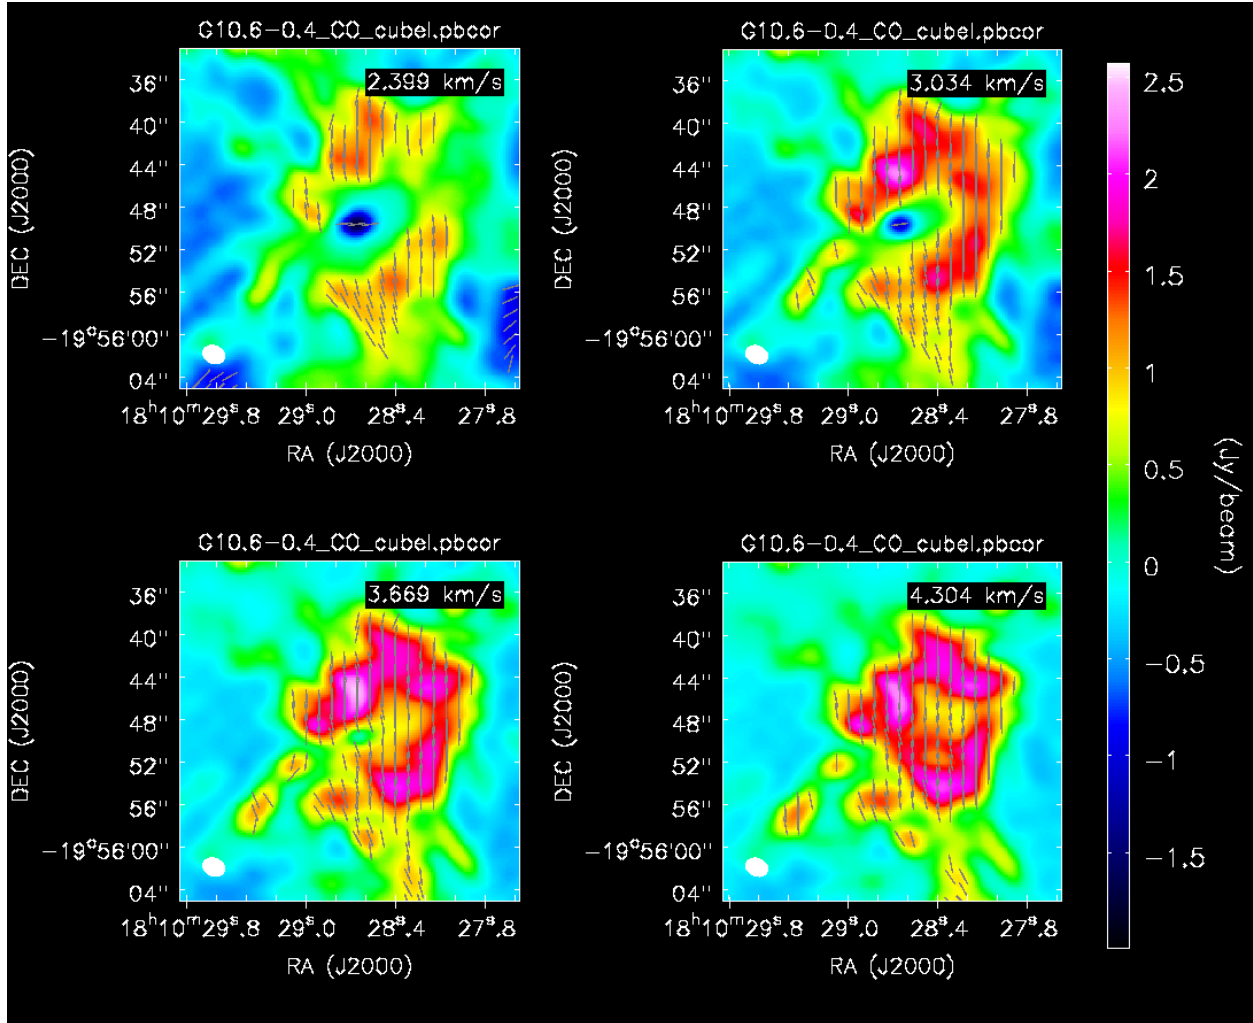 G10.6-0.4_CO_cubeI.pbcor
2.399 km/s
36"
40"
44"
48"
52"
56"
-19°56'00"
04"
DEC (J2000)
18ʰ10ᵐ29ˢ.8 29ˢ.0 28ˢ.4 27ˢ.8
RA (J2000)
G10.6-0.4_CO_cubeI.pbcor
3.034 km/s
36"
40"
44"
48"
52"
56"
-19°56'00"
04"
DEC (J2000)
18ʰ10ᵐ29ˢ.8 29ˢ.0 28ˢ.4 27ˢ.8
RA (J2000)
G10.6-0.4_CO_cubeI.pbcor
3.669 km/s
36"
40"
44"
48"
52"
56"
-19°56'00"
04"
DEC (J2000)
18ʰ10ᵐ29ˢ.8 29ˢ.0 28ˢ.4 27ˢ.8
RA (J2000)
G10.6-0.4_CO_cubeI.pbcor
4.304 km/s
36"
40"
44"
48"
52"
56"
-19°56'00"
04"
DEC (J2000)
18ʰ10ᵐ29ˢ.8 29ˢ.0 28ˢ.4 27ˢ.8
RA (J2000)
2.5
2
1.5
1
0.5
0
-0.5
-1
-1.5
(Jy/beam)